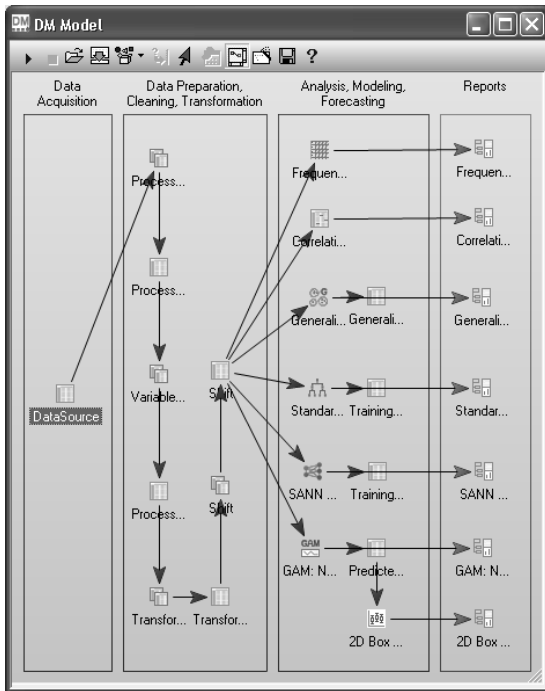 DM DM Model
?
Data Acquisition
Data Preparation, Cleaning, Transformation
Analysis, Modeling, Forecasting
Reports
DataSource
Process...
Process...
Variable...
Process...
Transfor...
Transfor...
Shift
Shift
Frequen...
Frequen...
Correlati...
Correlati...
Generali...
Generali...
Generali...
Standar...
Training...
Standar...
SANN ...
Training...
SANN ...
GAM
GAM: N...
Predicte...
GAM: N...
2D Box ...
2D Box ...